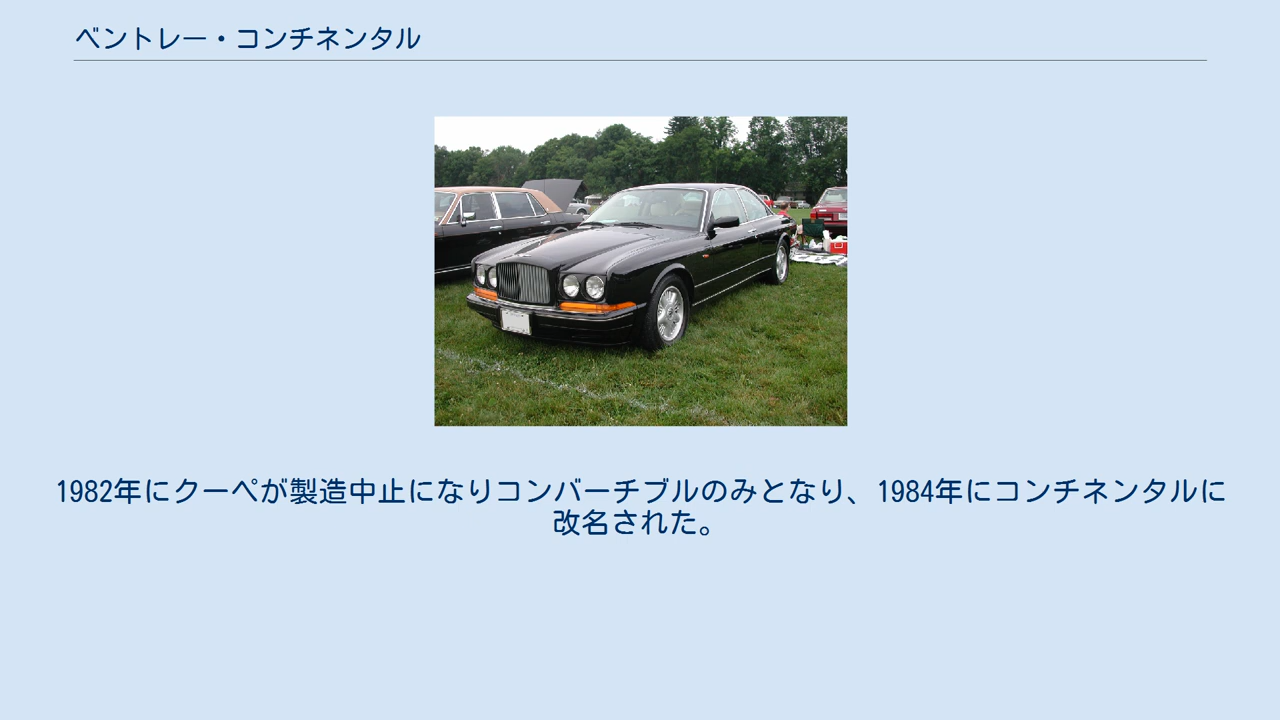 ベントレー・コンチネンタル
1982年にクーペが製造中止になりコンバーチブルのみとなり、1984年にコンチネンタルに
改名された。